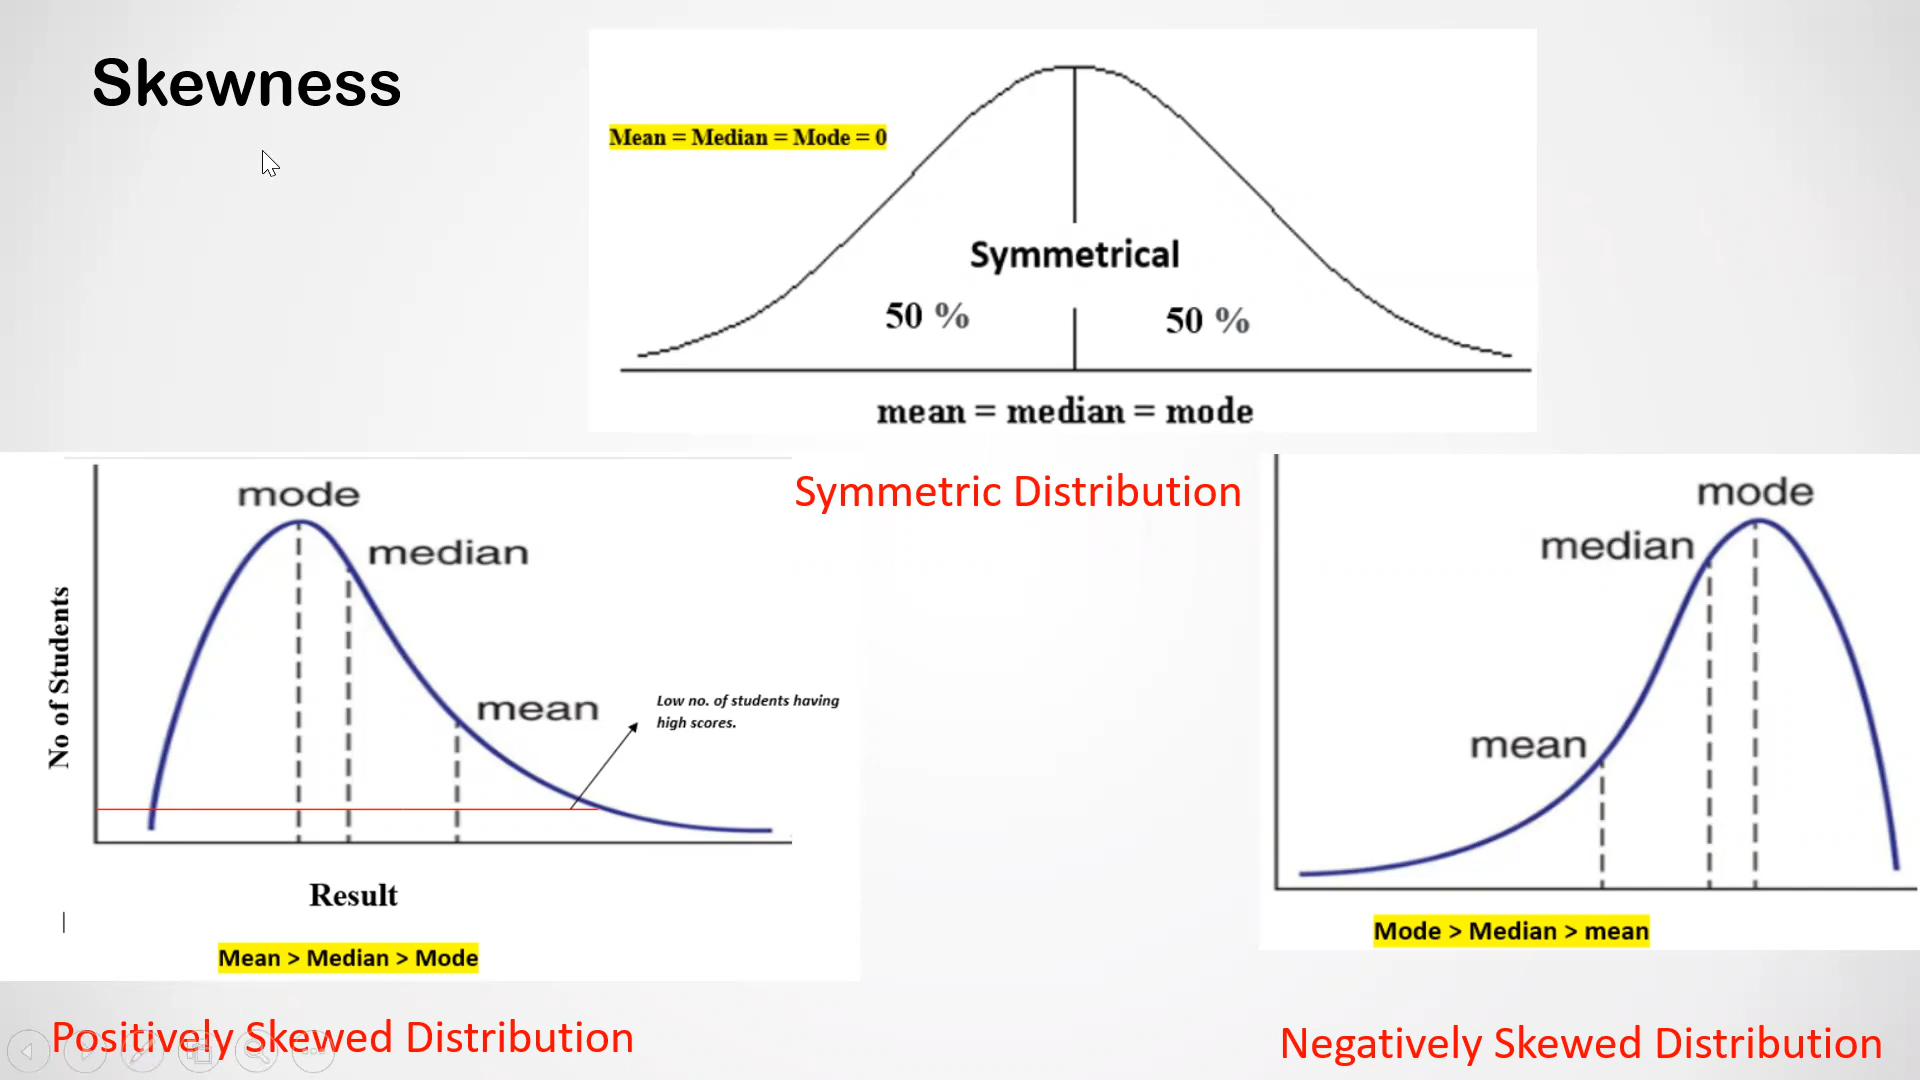 Skewness
Mean = Median = Mode = 0
Symmetrical
50 %
50 %
mean = median = mode
Symmetric Distribution
mode
median
mean
No of Students
Low no. of students having
high scores.
Result
Mean > Median > Mode
Positively Skewed Distribution
mode
median
mean
Mode > Median > mean
Negatively Skewed Distribution